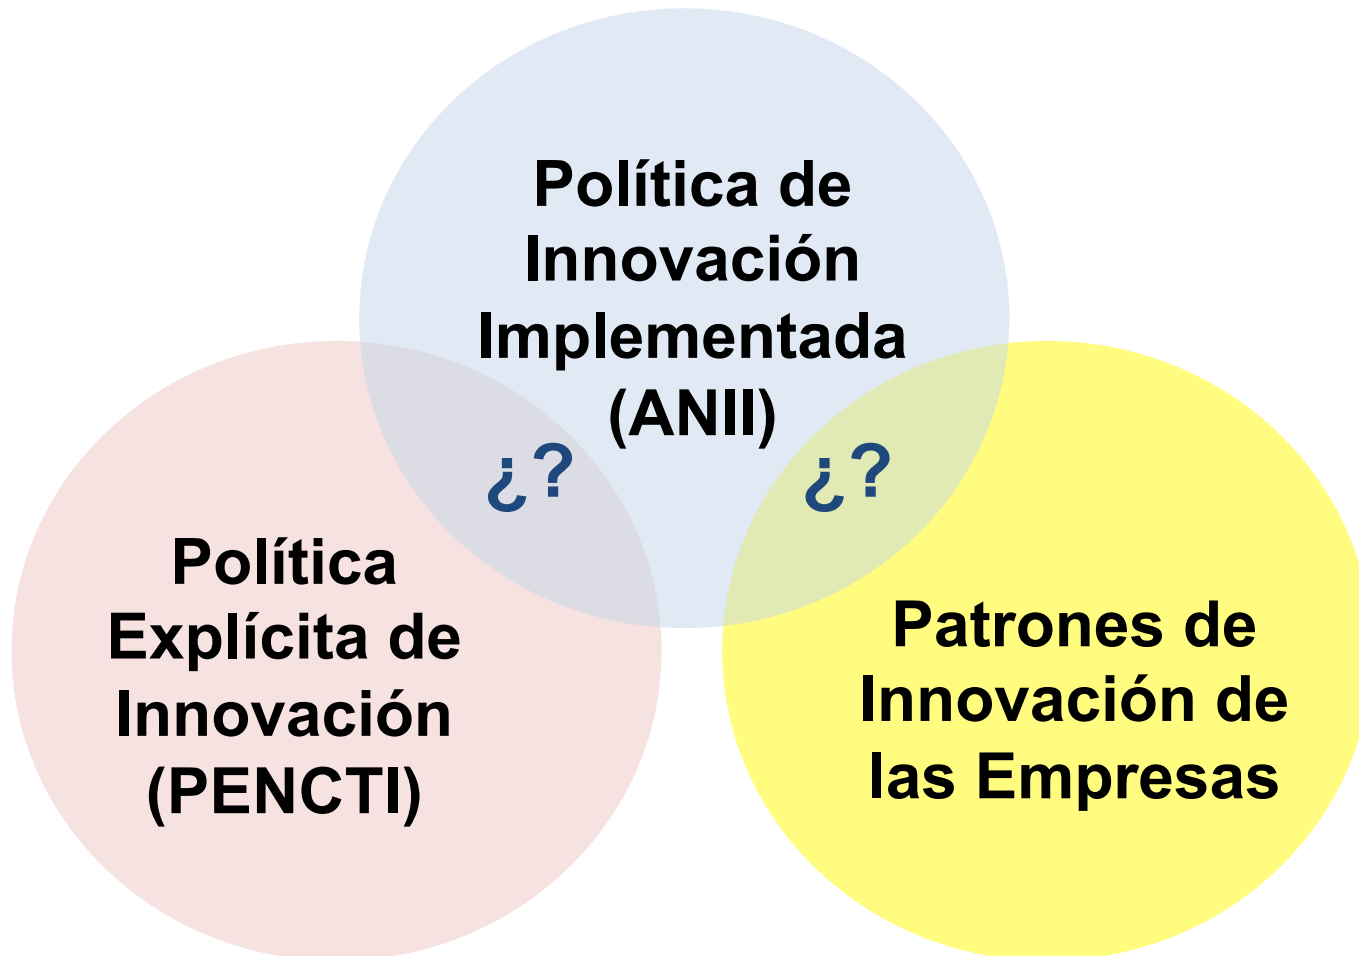 Política de
Innovación
Implementada
(ANII)
¿?
¿?
Política
Explícita de
Innovación
(PENCTI)
Patrones de
Innovación de
las Empresas